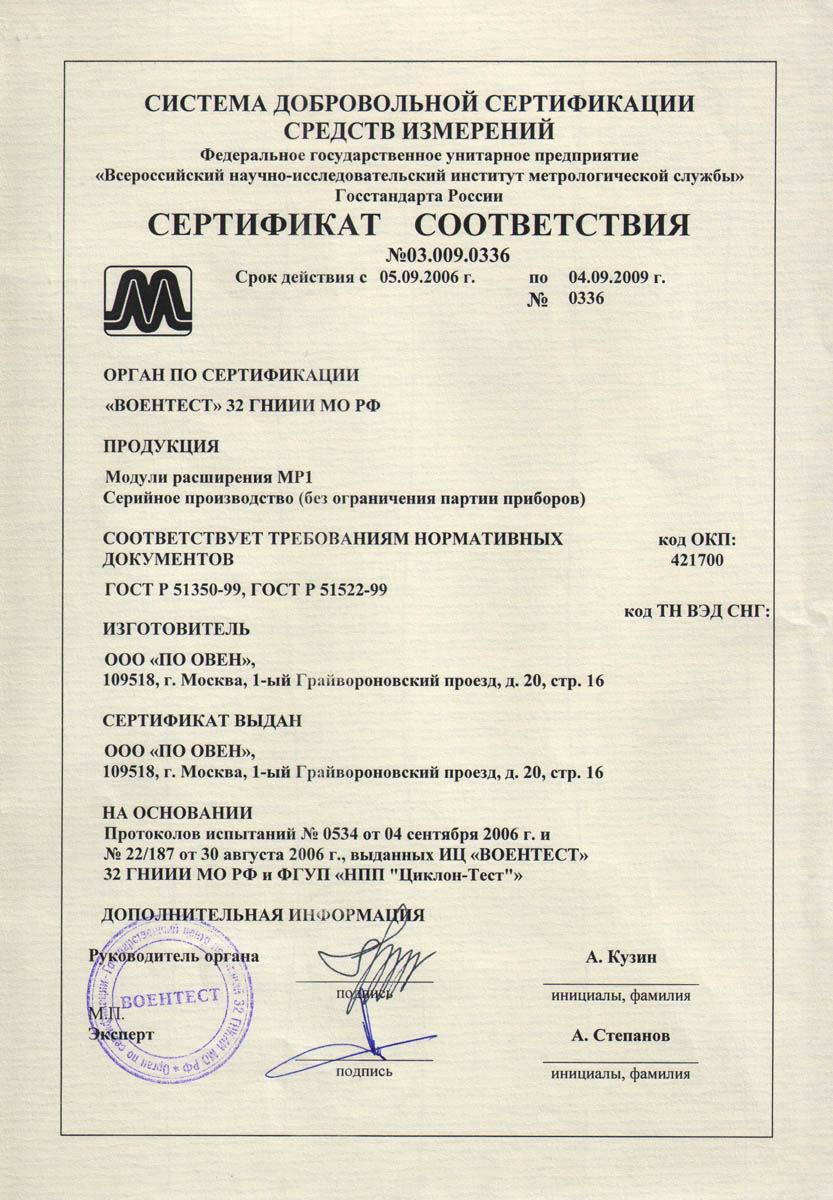 СИСТЕМА ДОБРОВОЛЬНОЙ СЕРТИФИКАЦИИ
СРЕДСТВ ИЗМЕРЕНИЙ
Федеральное государственное унитарное предприятие
«Всероссийский научно-исследовательский институт метрологической службы»
Госстандарта России
СЕРТИФИКАТ СООТВЕТСТВИЯ
№03.009.0336
Срок действия с 05.09.2006 г. по 04.09.2009 г.
№ 0336
ОРГАН ПО СЕРТИФИКАЦИИ
«ВОЕНТЕСТ» 32 ГНИИИ МО РФ
ПРОДУКЦИЯ
Модули расширения МР1
Серийное производство (без ограничения партии приборов)
СООТВЕТСТВУЕТ ТРЕБОВАНИЯМ НОРМАТИВНЫХ код ОКП:
ДОКУМЕНТОВ 421700
ГОСТ Р 51350-99, ГОСТ Р 51522-99
код ТН ВЭД СНГ:
ИЗГОТОВИТЕЛЬ
ООО «ПО ОВЕН»,
109518, г. Москва, 1-ый Грайвороновский проезд, д. 20, стр. 16
СЕРТИФИКАТ ВЫДАН
ООО «ПО ОВЕН»,
109518, г. Москва, 1-ый Грайвороновский проезд, д. 20, стр. 16
НА ОСНОВАНИИ
Протоколов испытаний № 0534 от 04 сентября 2006 г. и
№ 22/187 от 30 августа 2006 г., выданных ИЦ «ВОЕНТЕСТ»
32 ГНИИИ МО РФ и ФГУП «НПП "Циклон-Тест"»
ДОПОЛНИТЕЛЬНАЯ ИНФОРМАЦИЯ
Руководитель органа А. Кузин
подпись инициалы, фамилия
ВОЕНТЕСТ
М.П.
Эксперт А. Степанов
подпись инициалы, фамилия